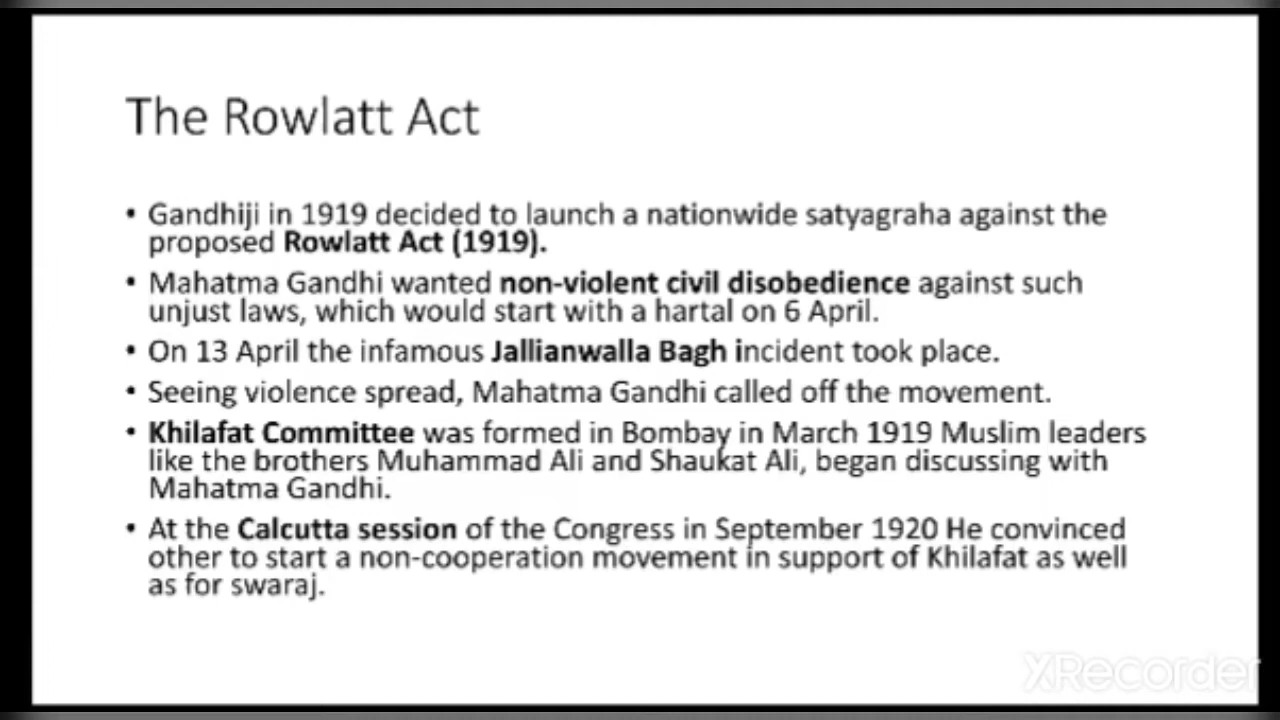 The Rowlatt Act
• Gandhiji in 1919 decided to launch a nationwide satyagraha against the
proposed Rowlatt Act (1919).
• Mahatma Gandhi wanted non-violent civil disobedience against such
unjust laws, which would start with a hartal on 6 April.
• On 13 April the infamous Jallianwalla Bagh incident took place.
• Seeing violence spread, Mahatma Gandhi called off the movement.
• Khilafat Committee was formed in Bombay in March 1919 Muslim leaders
like the brothers Muhammad Ali and Shaukat Ali, began discussing with
Mahatma Gandhi.
• At the Calcutta session of the Congress in September 1920 He convinced
other to start a non-cooperation movement in support of Khilafat as well
as for swaraj.
XRecorder